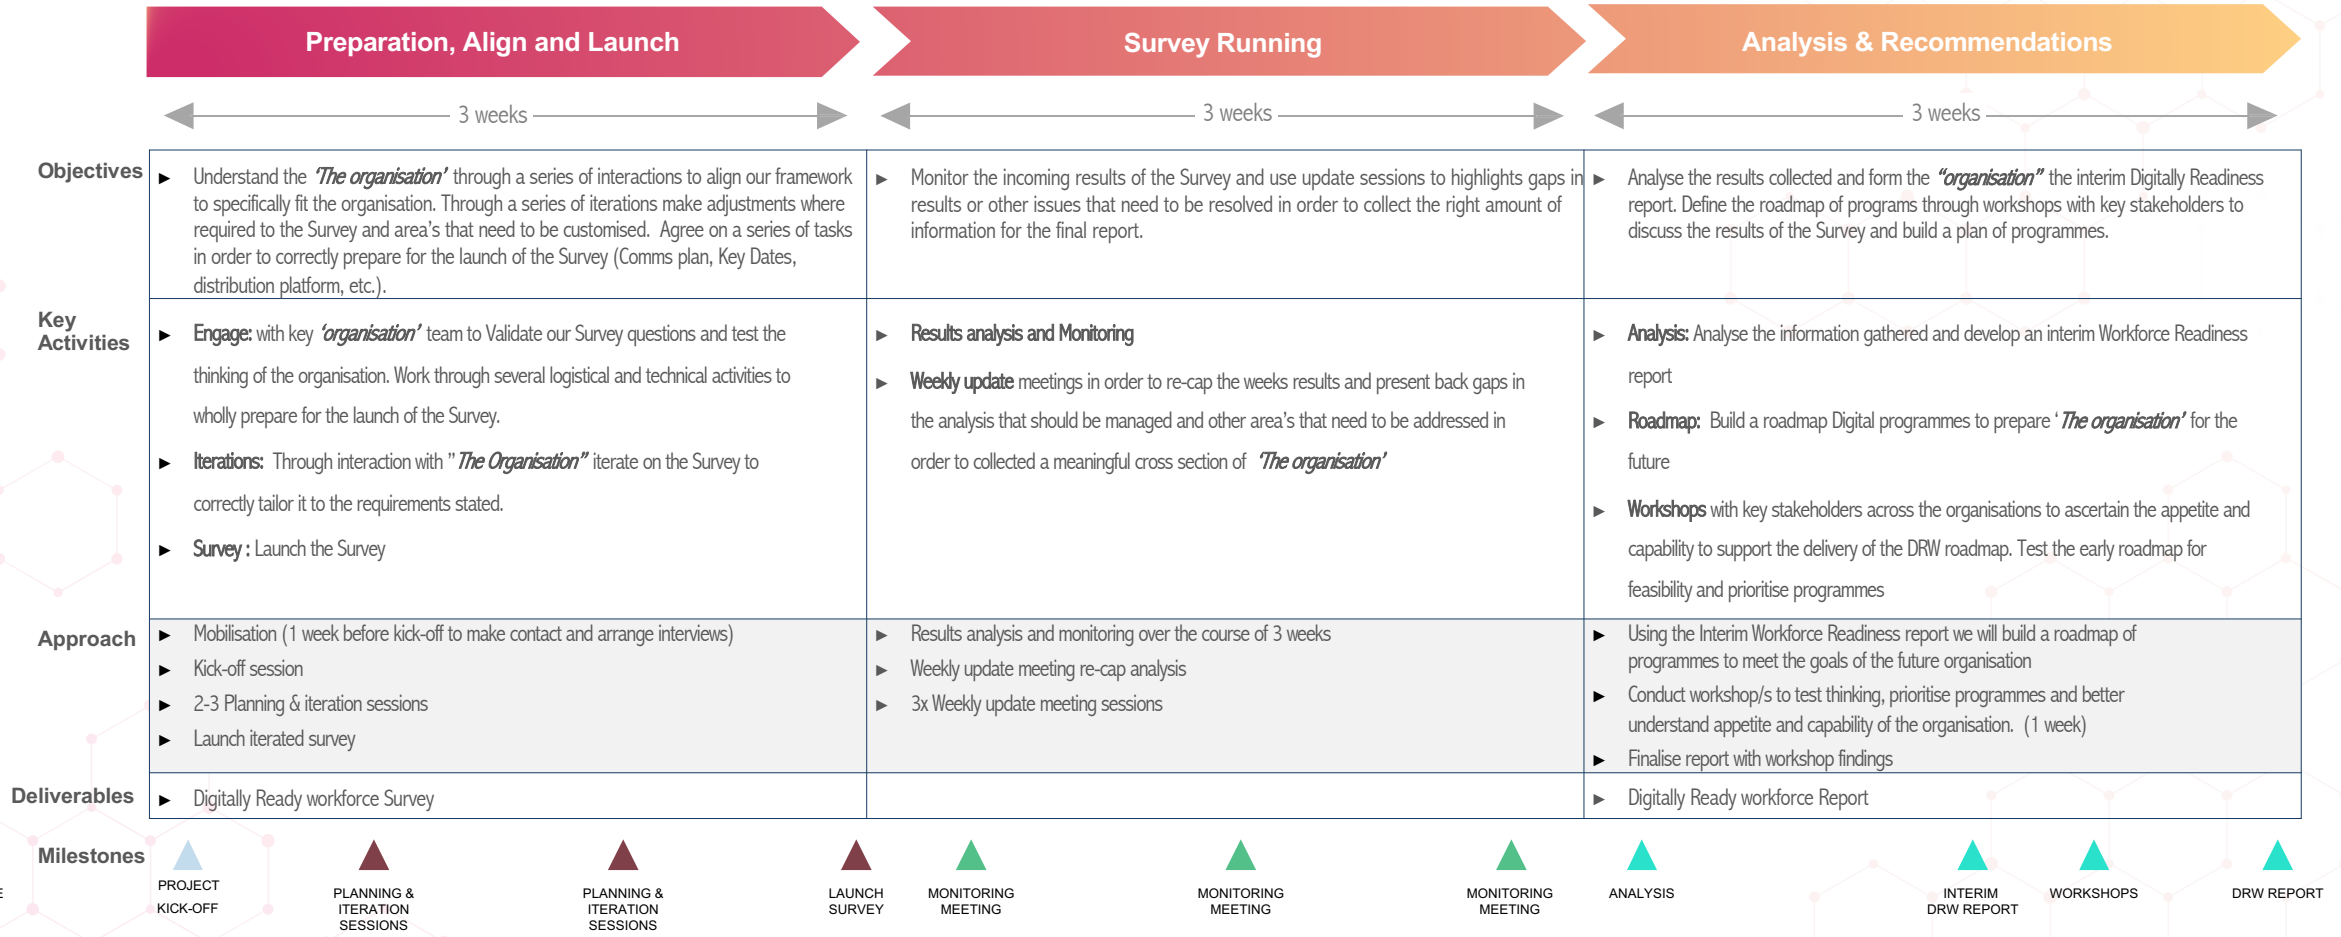 Preparation, Align and Launch
Survey Running
Analysis & Recommendations
3 weeks
3 weeks
3 weeks
Objectives
► Understand the 'The organisation' through a series of interactions to align our framework
to specifically fit the organisation. Through a series of iterations make adjustments where
required to the Survey and area's that need to be customised. Agree on a series of tasks
in order to correctly prepare for the launch of the Survey (Comms plan, Key Dates,
distribution platform, etc.).
► Monitor the incoming results of the Survey and use update sessions to highlights gaps in
results or other issues that need to be resolved in order to collect the right amount of
information for the final report.
► Analyse the results collected and form the "organisation" the interim Digitally Readiness
report. Define the roadmap of programs through workshops with key stakeholders to
discuss the results of the Survey and build a plan of programmes.
Key
Activities
► Engage: with key 'organisation' team to Validate our Survey questions and test the
thinking of the organisation. Work through several logistical and technical activities to
wholly prepare for the launch of the Survey.
► Iterations: Through interaction with "The Organisation" iterate on the Survey to
correctly tailor it to the requirements stated.
► Survey : Launch the Survey
► Results analysis and Monitoring
► Weekly update meetings in order to re-cap the weeks results and present back gaps in
the analysis that should be managed and other area's that need to be addressed in
order to collected a meaningful cross section of 'The organisation'
► Analysis: Analyse the information gathered and develop an interim Workforce Readiness
report
► Roadmap: Build a roadmap Digital programmes to prepare 'The organisation' for the
future
► Workshops with key stakeholders across the organisations to ascertain the appetite and
capability to support the delivery of the DRW roadmap. Test the early roadmap for
feasibility and prioritise programmes
Approach
► Mobilisation (1 week before kick-off to make contact and arrange interviews)
► Kick-off session
► 2-3 Planning & iteration sessions
► Launch iterated survey
► Results analysis and monitoring over the course of 3 weeks
► Weekly update meeting re-cap analysis
► 3x Weekly update meeting sessions
► Using the Interim Workforce Readiness report we will build a roadmap of
programmes to meet the goals of the future organisation
► Conduct workshop/s to test thinking, prioritise programmes and better
understand appetite and capability of the organisation. (1 week)
► Finalise report with workshop findings
Deliverables
► Digitally Ready workforce Survey
► Digitally Ready workforce Report
Milestones
E
PROJECT
KICK-OFF
PLANNING &
ITERATION
SESSIONS
PLANNING &
ITERATION
SESSIONS
LAUNCH
SURVEY
MONITORING
MEETING
MONITORING
MEETING
MONITORING
MEETING
ANALYSIS
INTERIM
DRW REPORT
WORKSHOPS
DRW REPORT